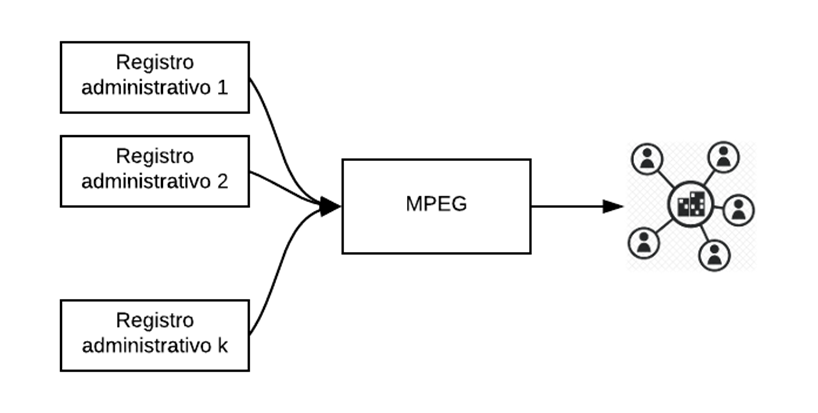 Registro
administrativo 1
Registro
administrativo 2
MPEG
Registro
administrativo k